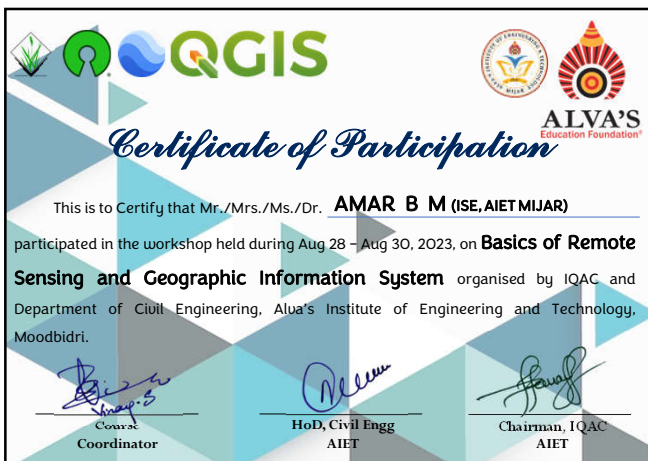 QGIS
ALVA'S
Education Foundation®
Certificate of Participation
This is to Certify that Mr./Mrs./Ms./Dr. AMAR B M (ISE, AIET MIJAR)
participated in the workshop held during Aug 28 – Aug 30, 2023, on Basics of Remote
Sensing and Geographic Information System organised by IQAC and
Department of Civil Engineering, Alva's Institute of Engineering and Technology,
Moodbidri.
Vinay.S
Course HoD, Civil Engg Chairman, IQAC
Coordinator AIET AIET